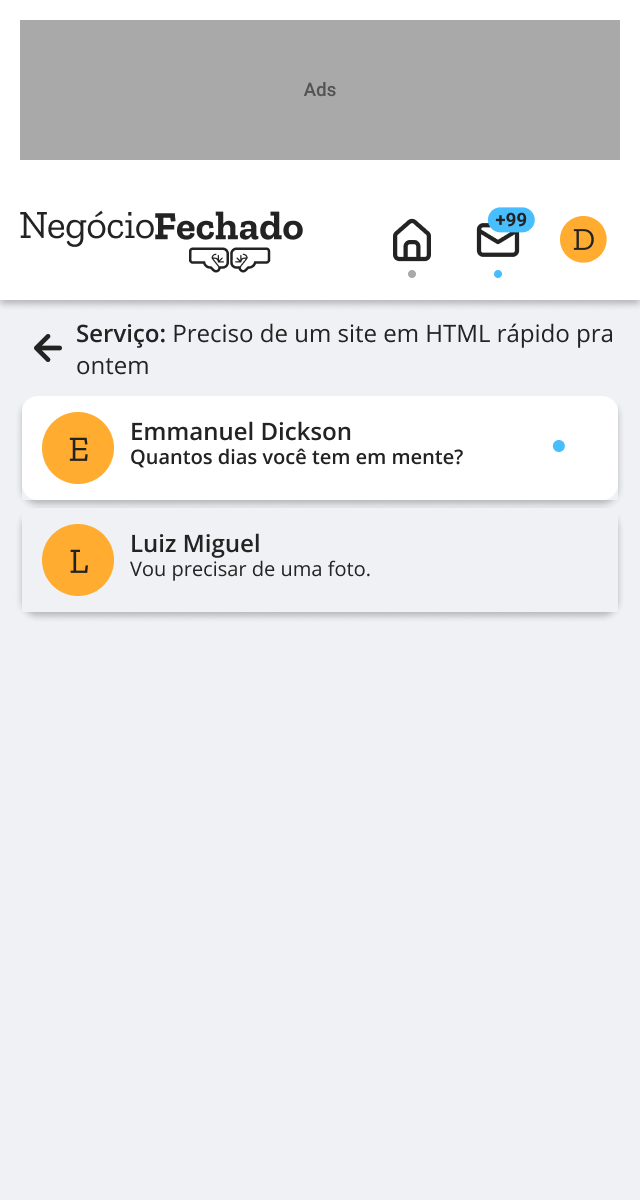 Ads
NegócioFechado
+99
D
Serviço: Preciso de um site em HTML rápido pra
ontem
E
Emmanuel Dickson
Quantos dias você tem em mente?
L
Luiz Miguel
Vou precisar de uma foto.